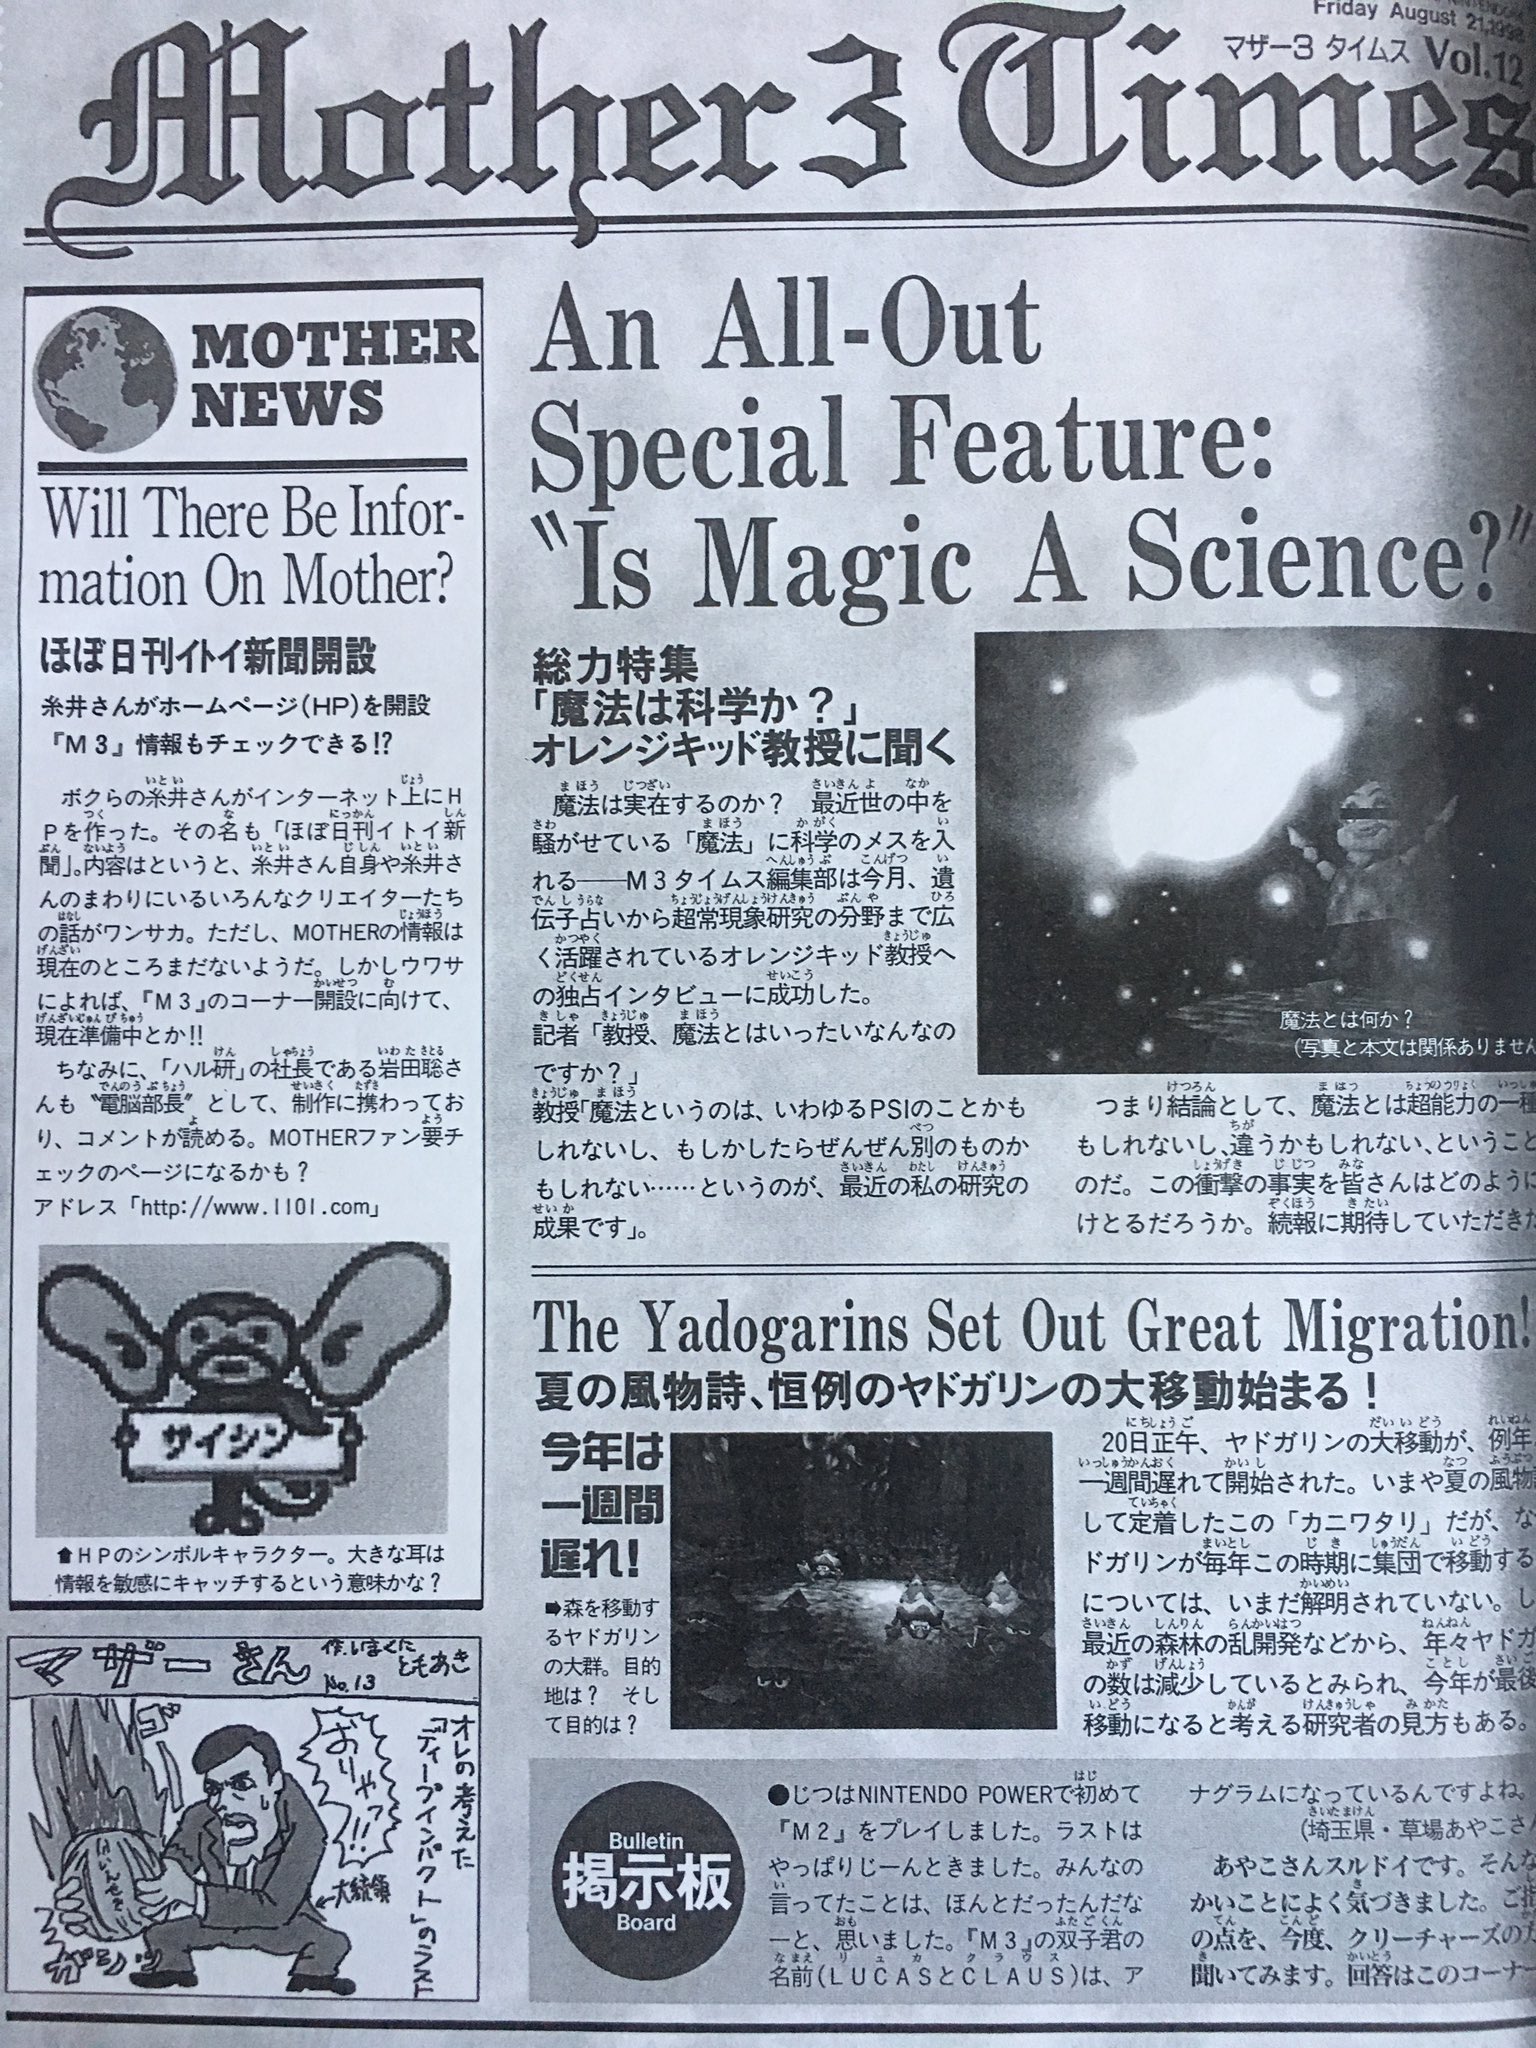 Friday August 21,1998
マザー3 タイムス Vol.12
Mother 3 Times
MOTHER
NEWS
Will There Be Infor-
mation On Mother?
ほぼ日刊イトイ新聞開設
糸井さんがホームページ(HP)を開設
『M3』情報もチェックできる!?
ボクらの糸井さんがインターネット上にH
Pを作った。その名も「ほぼ日刊イトイ新
聞」。内容はというと、糸井さん自身や糸井さ
んのまわりにいるいろんなクリエイターたち
の話がワンサカ。ただし、MOTHERの情報は
現在のところまだないようだ。しかしウワサ
によれば、『M3』のコーナー開設に向けて、
現在準備中とか!!
ちなみに、「ハル研」の社長である岩田聡さ
んも〝電脳部長〟として、制作に携わってお
り、コメントが読める。MOTHERファン要チ
ェックのページになるかも?
アドレス「http://www.1101.com」
サイシン
⬆HPのシンボルキャラクター。大きな耳は
情報を敏感にキャッチするという意味かな?
マザーさん
作.しまくに
ともあき
No.13
オレの考えた
「ディープインパクト」のラスト
おりゃっ!!
ゴゴ
←大統領
ガシッ
An All-Out
Special Feature:
〝Is Magic A Science?〟
総力特集
「魔法は科学か?」
オレンジキッド教授に聞く
魔法は実在するのか? 最近世の中を
騒がせている「魔法」に科学のメスを入
れる——M3タイムス編集部は今月、遺
伝子占いから超常現象研究の分野まで広
く活躍されているオレンジキッド教授へ
の独占インタビューに成功した。
記者「教授、魔法とはいったいなんなの
ですか?」
教授「魔法というのは、いわゆるPSIのことかも
しれないし、もしかしたらぜんぜん別のものか
もしれない……というのが、最近の私の研究の
成果です」。
魔法とは何か?
(写真と本文は関係ありません
つまり結論として、魔法とは超能力の一種
もしれないし、違うかもしれない、ということ
のだ。この衝撃の事実を皆さんはどのように
けとるだろうか。続報に期待していただきた
The Yadogarins Set Out Great Migration!
夏の風物詩、恒例のヤドガリンの大移動始まる!
今年は
一週間
遅れ!
➡森を移動す
るヤドガリン
の大群。目的
地は? そし
て目的は?
20日正午、ヤドガリンの大移動が、例年
一週間遅れて開始された。いまや夏の風物
して定着したこの「カニワタリ」だが、な
ドガリンが毎年この時期に集団で移動する
については、いまだ解明されていない。し
最近の森林の乱開発などから、年々ヤドガ
の数は減少しているとみられ、今年が最後
移動になると考える研究者の見方もある。
Bulletin
掲示板
Board
●じつはNINTENDO POWERで初めて
『M2』をプレイしました。ラストは
やっぱりじーんときました。みんなの
言ってたことは、ほんとだったんだな
ーと、思いました。『M3』の双子君の
名前(LUCASとCLAUS)は、ア
ナグラムになっているんですよね。
(埼玉県・草場あやこさん
あやこさんスルドイです。そんな
かいことによく気づきました。ご指
の点を、今度、クリーチャーズの方
聞いてみます。回答はこのコーナー